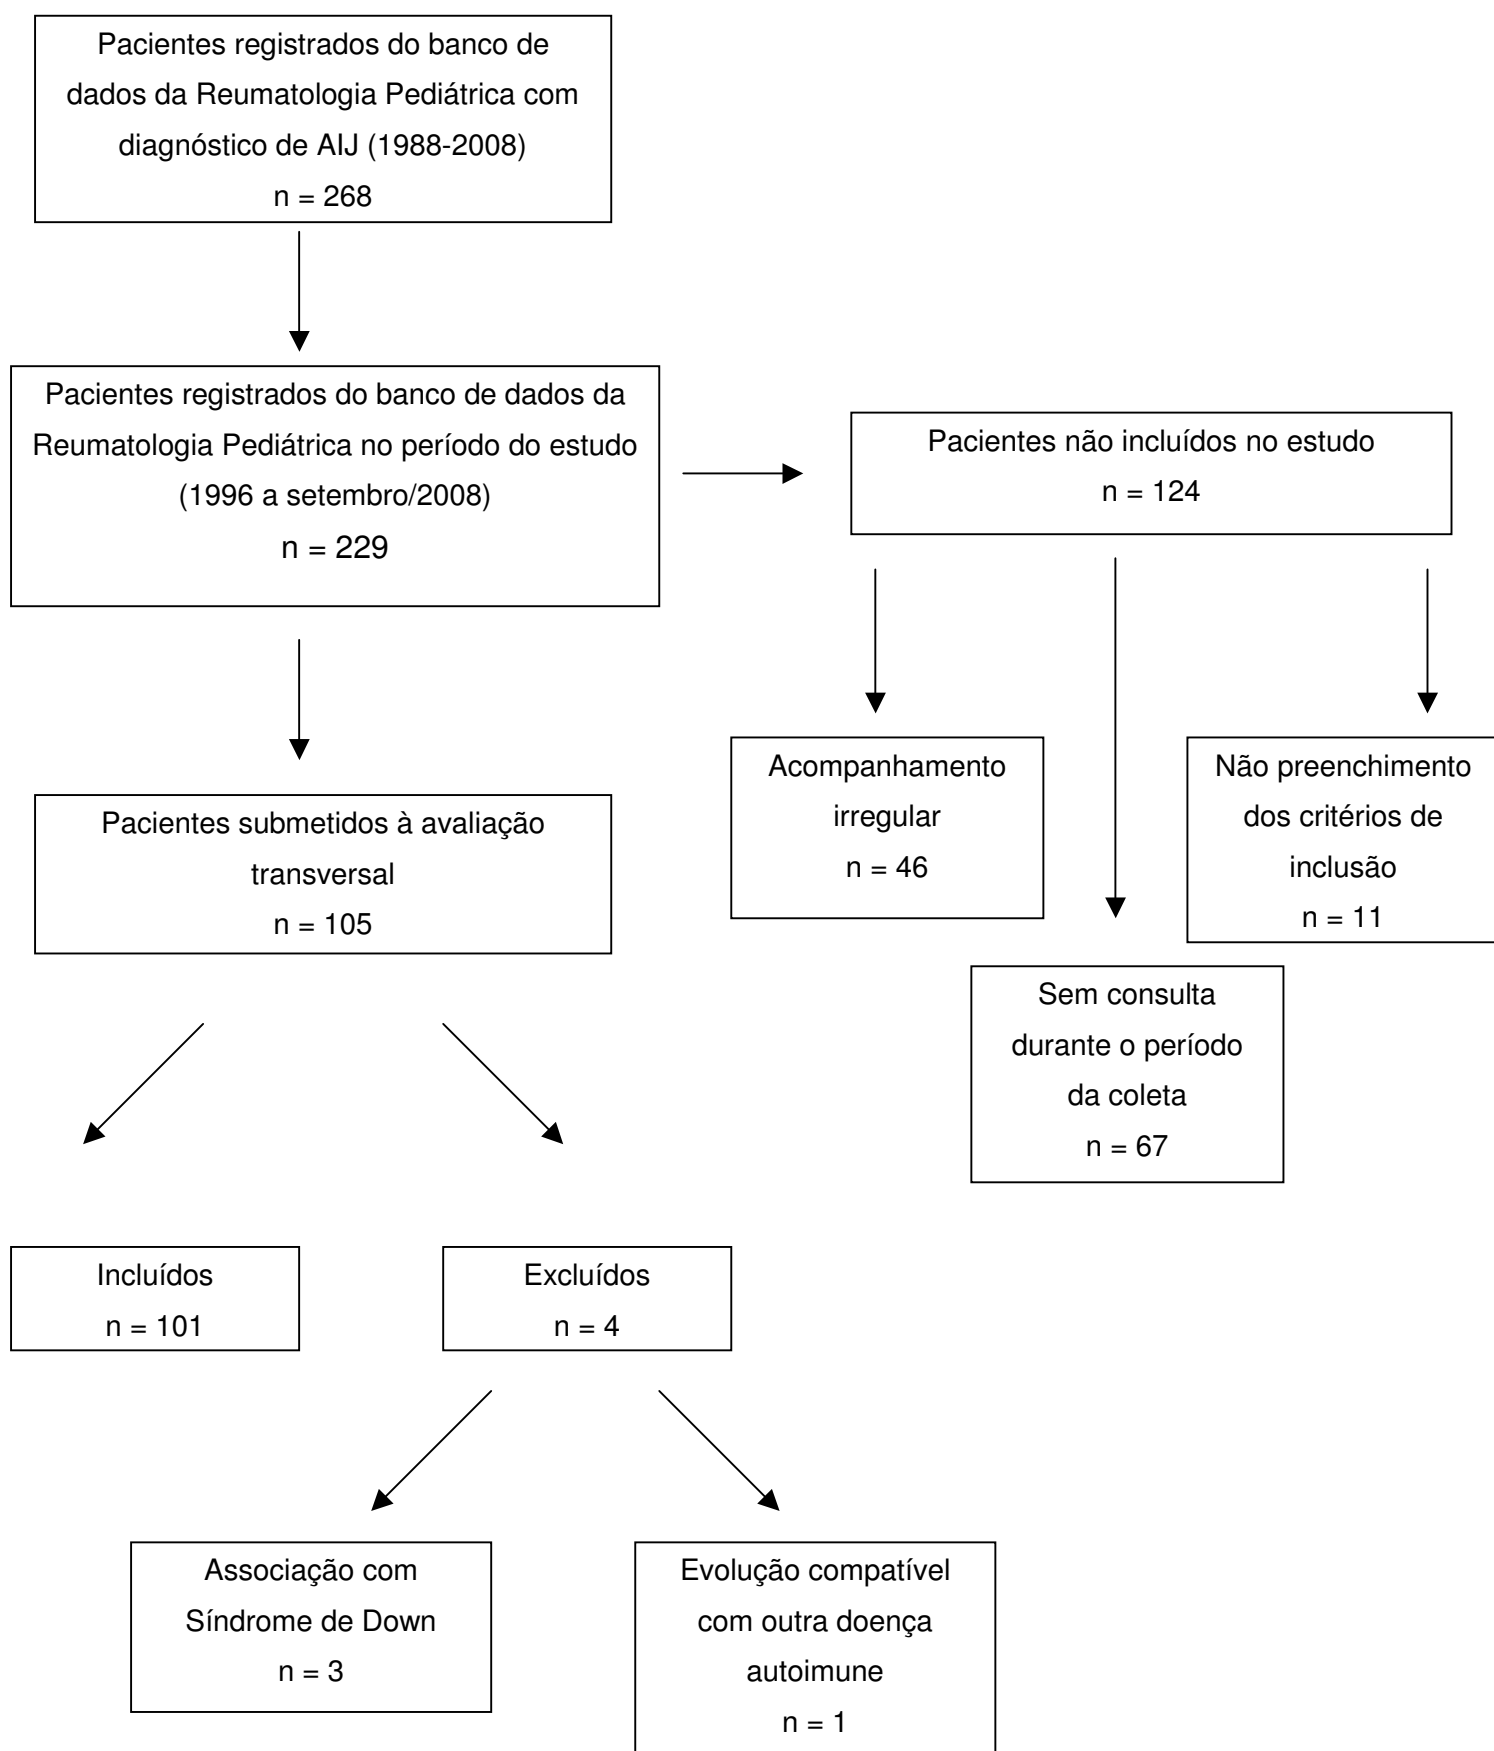 Pacientes registrados do banco de
dados da Reumatologia Pediátrica com
diagnóstico de AIJ (1988-2008)
n = 268
Pacientes registrados do banco de dados da
Reumatologia Pediátrica no período do estudo
(1996 a setembro/2008)
n = 229
Pacientes não incluídos no estudo
n = 124
Acompanhamento
irregular
n = 46
Não preenchimento
dos critérios de
inclusão
n = 11
Pacientes submetidos à avaliação
transversal
n = 105
Sem consulta
durante o período
da coleta
n = 67
Incluídos
n = 101
Excluídos
n = 4
Associação com
Síndrome de Down
n = 3
Evolução compatível
com outra doença
autoimune
n = 1